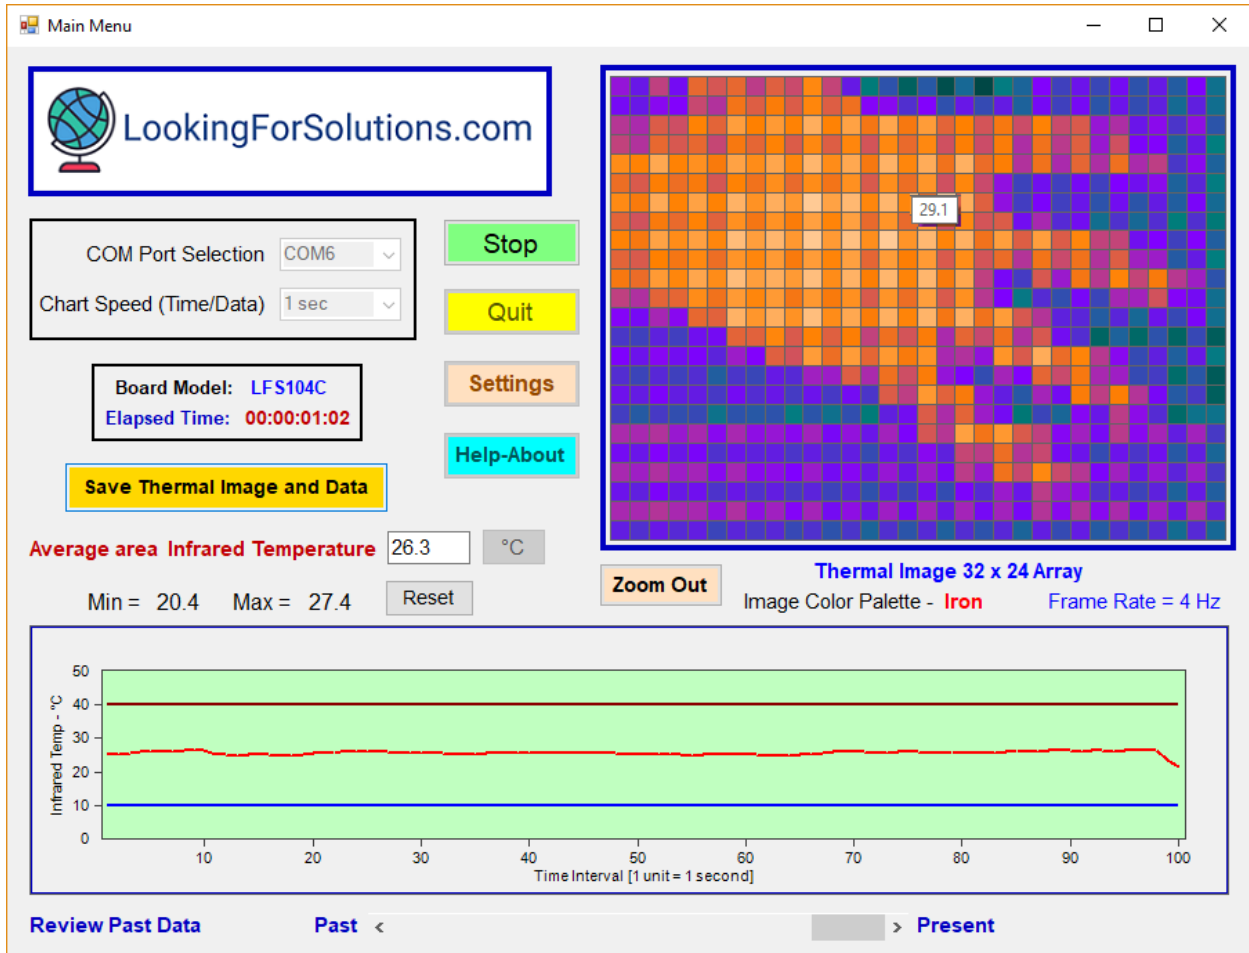 Main Menu
LookingForSolutions.com
COM Port Selection COM6
Chart Speed (Time/Data) 1 sec
Stop
Quit
Settings
Help-About
Board Model: LFS104C
Elapsed Time: 00:00:01:02
Save Thermal Image and Data
Average area Infrared Temperature 26.3 °C
Min = 20.4 Max = 27.4 Reset
29.1
Zoom Out
Thermal Image 32 x 24 Array
Image Color Palette - Iron Frame Rate = 4 Hz
Infrared Temp - °C
50
40
30
20
10
0
10 20 30 40 50 60 70 80 90 100
Time Interval [1 unit = 1 second]
Review Past Data Past < > Present